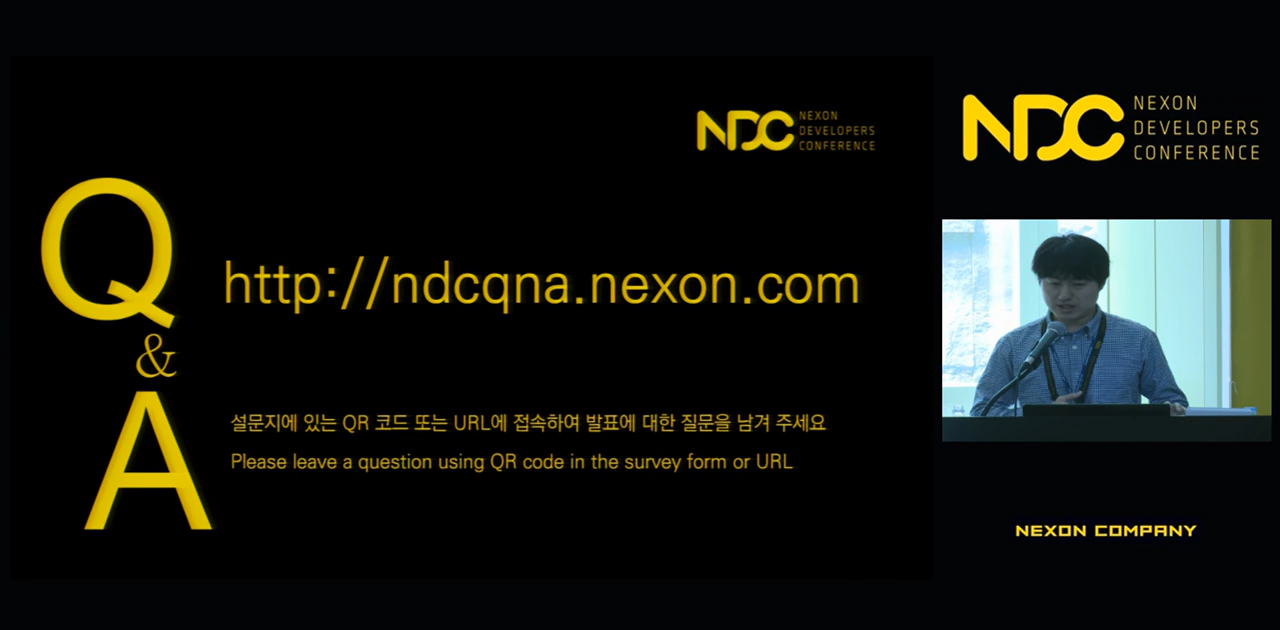 NDC NEXON
DEVELOPERS
CONFERENCE
Q
&
A
http://ndcqna.nexon.com
설문지에 있는 QR 코드 또는 URL에 접속하여 발표에 대한 질문을 남겨 주세요
Please leave a question using QR code in the survey form or URL
NDC NEXON
DEVELOPERS
CONFERENCE
NEXON COMPANY